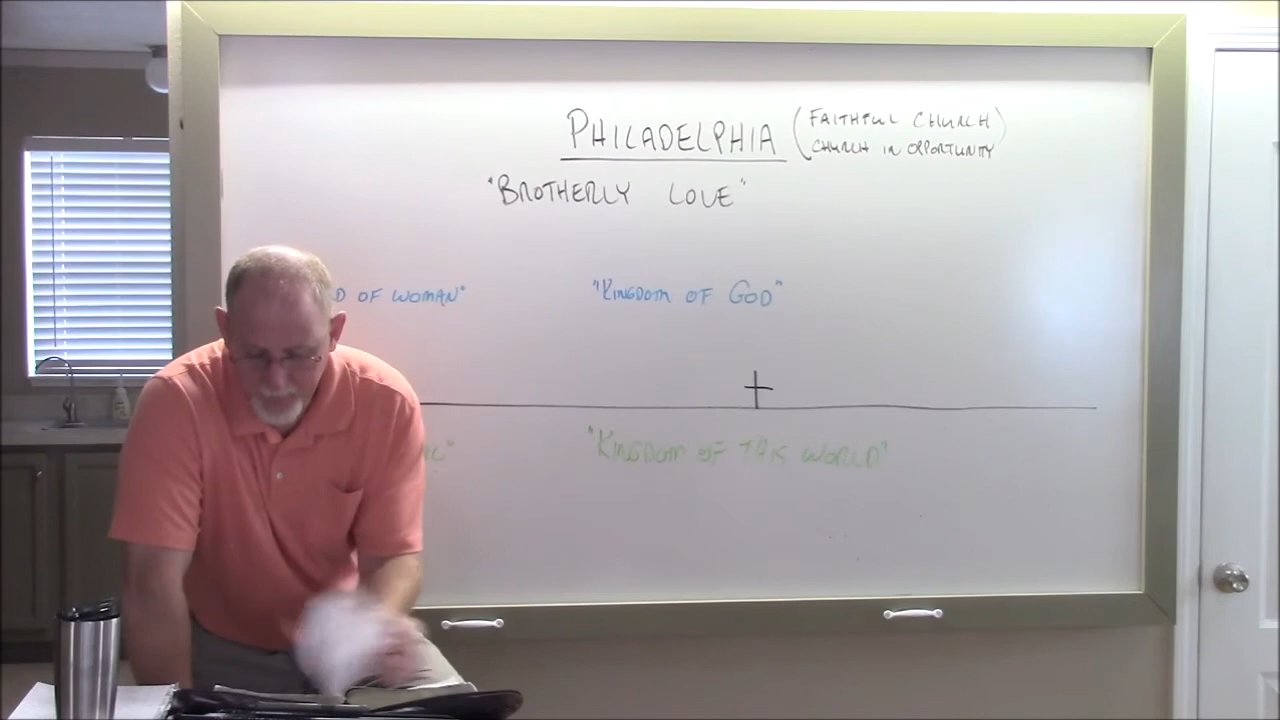 PHILADELPHIA (FAITHFUL CHURCH)
CHURCH IN OPPORTUNITY
"BROTHERLY LOVE"
D OF WOMAN" "KINGDOM OF GOD"
"KINGDOM OF THE WORLD"